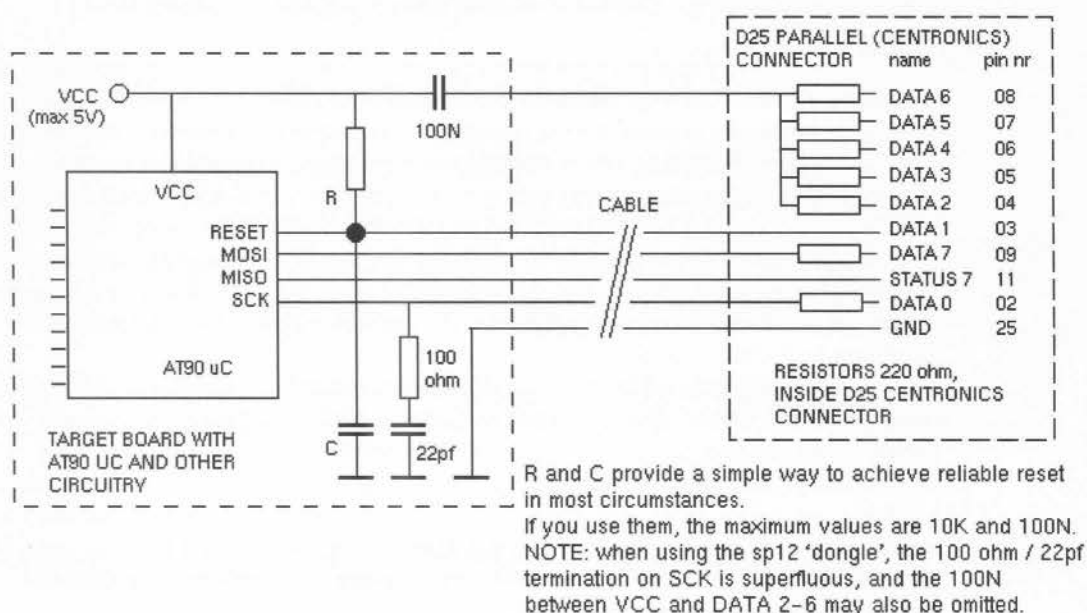 D25 PARALLEL (CENTRONICS)
CONNECTOR name pin nr
VCC
(max 5V)
100N
DATA 6 08
DATA 5 07
DATA 4 06
DATA 3 05
DATA 2 04
DATA 1 03
DATA 7 09
STATUS 7 11
DATA 0 02
GND 25
VCC
R
CABLE
RESET
MOSI
MISO
SCK
AT90 uC
100
ohm
C
22pf
RESISTORS 220 ohm,
INSIDE D25 CENTRONICS
CONNECTOR
TARGET BOARD WITH
AT90 UC AND OTHER
CIRCUITRY
R and C provide a simple way to achieve reliable reset
in most circumstances.
If you use them, the maximum values are 10K and 100N.
NOTE: when using the sp12 'dongle', the 100 ohm / 22pf
termination on SCK is superfluous, and the 100N
between VCC and DATA 2-6 may also be omitted.